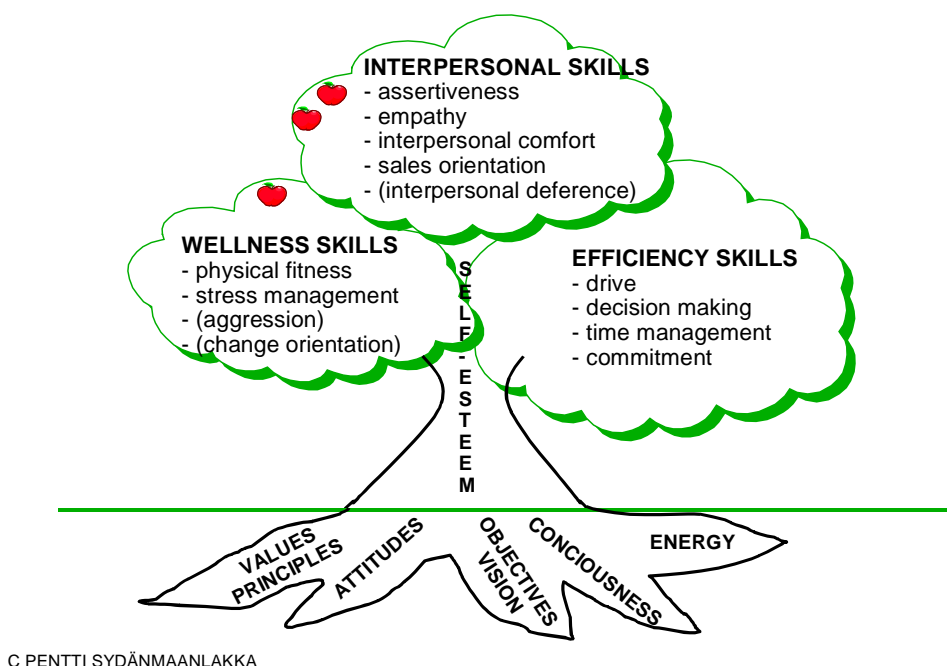 INTERPERSONAL SKILLS
- assertiveness
- empathy
- interpersonal comfort
- sales orientation
- (interpersonal deference)
WELLNESS SKILLS
- physical fitness
- stress management
- (aggression)
- (change orientation)
SELF-ESTEEM
EFFICIENCY SKILLS
- drive
- decision making
- time management
- commitment
VALUES
PRINCIPLES
ATTITUDES
OBJECTIVES
VISION
CONCIOUSNESS
ENERGY
C PENTTI SYDÄNMAANLAKKA